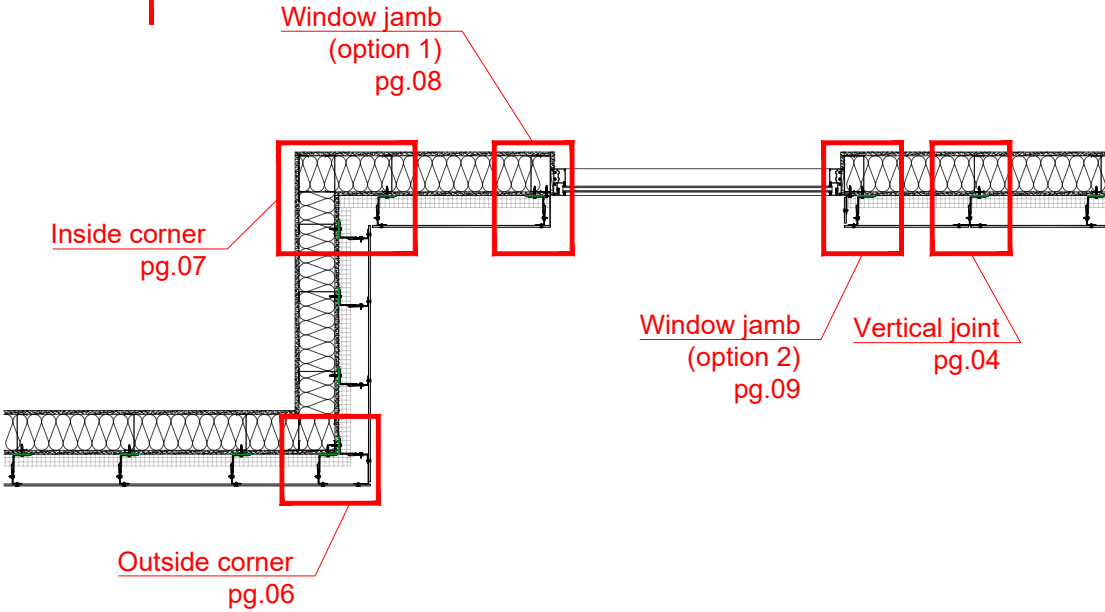 Window jamb
(option 1)
pg.08
Inside corner
pg.07
Window jamb
(option 2)
pg.09
Vertical joint
pg.04
Outside corner
pg.06